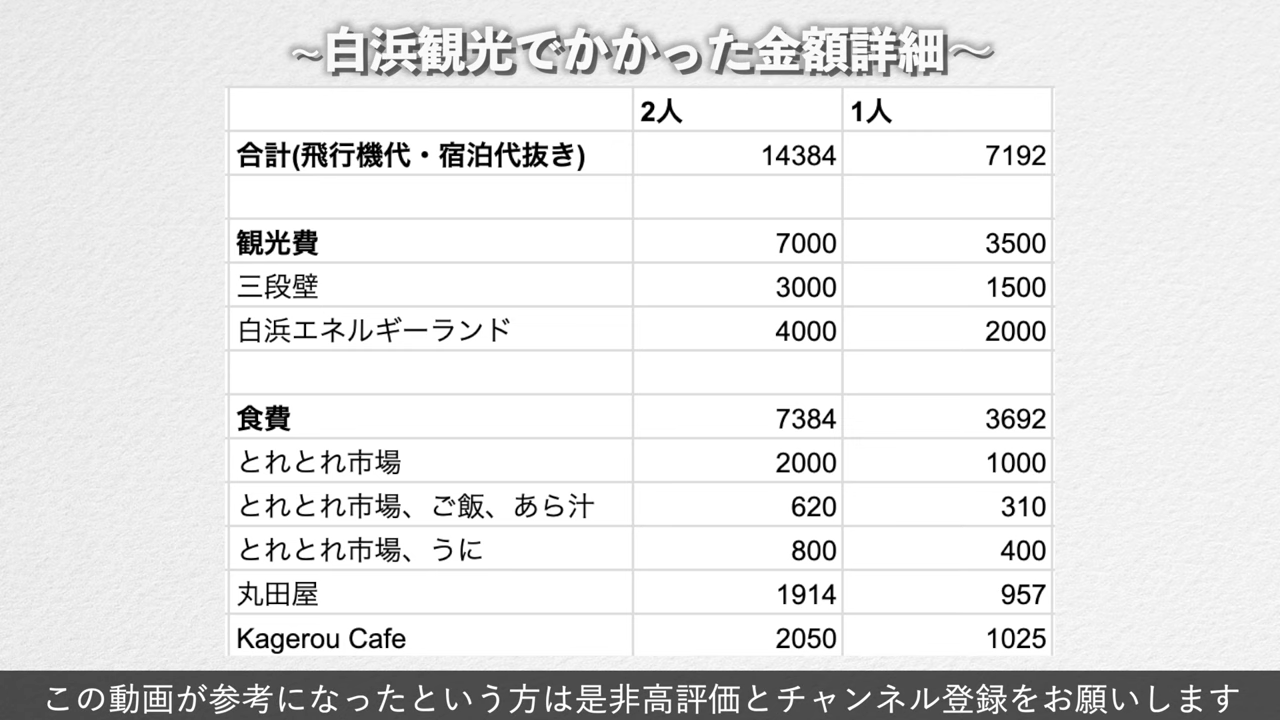 ~白浜観光でかかった金額詳細～
2人 1人
合計(飛行機代・宿泊代抜き) 14384 7192
観光費 7000 3500
三段壁 3000 1500
白浜エネルギーランド 4000 2000
食費 7384 3692
とれとれ市場 2000 1000
とれとれ市場、ご飯、あら汁 620 310
とれとれ市場、うに 800 400
丸田屋 1914 957
Kagerou Cafe 2050 1025
この動画が参考になったという方は是非高評価とチャンネル登録をお願いします